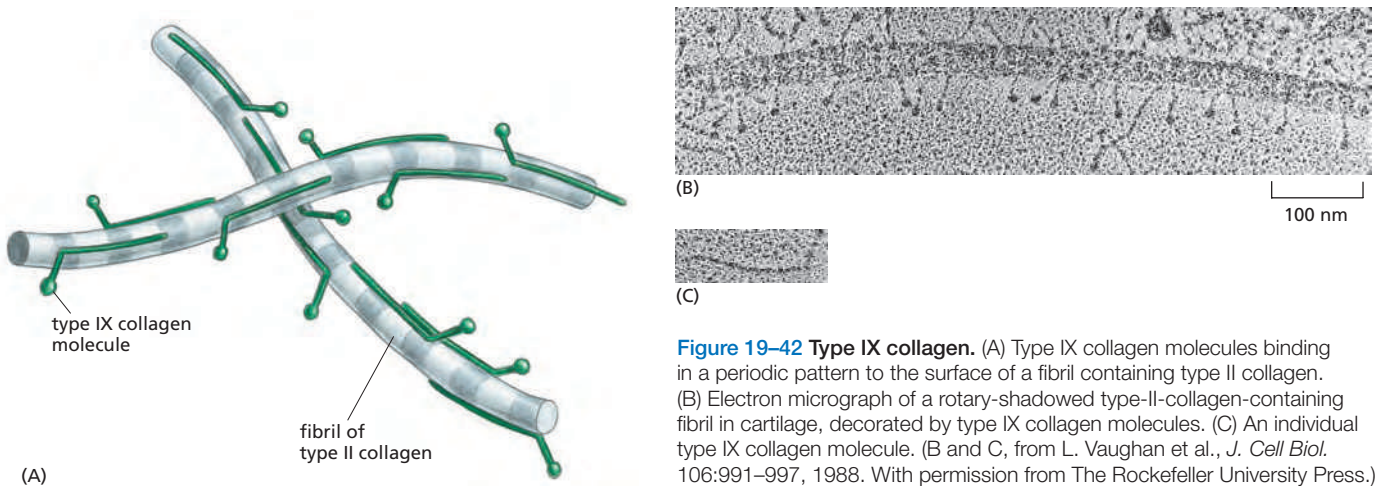 type IX collagen
molecule
fibril of
type II collagen
(A)
(B)
100 nm
(C)
Figure 19–42 Type IX collagen. (A) Type IX collagen molecules binding
in a periodic pattern to the surface of a fibril containing type II collagen.
(B) Electron micrograph of a rotary-shadowed type-II-collagen-containing
fibril in cartilage, decorated by type IX collagen molecules. (C) An individual
type IX collagen molecule. (B and C, from L. Vaughan et al., J. Cell Biol.
106:991–997, 1988. With permission from The Rockefeller University Press.)